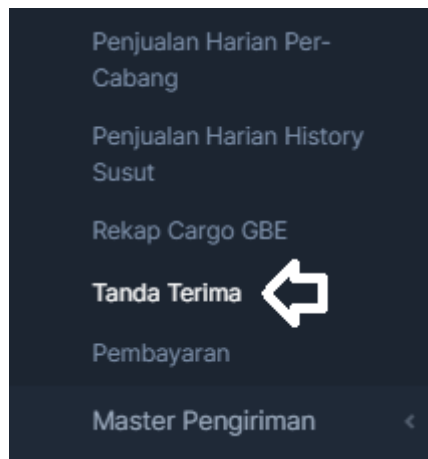 Penjualan Harian Per-
Cabang
Penjualan Harian History
Susut
Rekap Cargo GBE
Tanda Terima
Pembayaran
Master Pengiriman